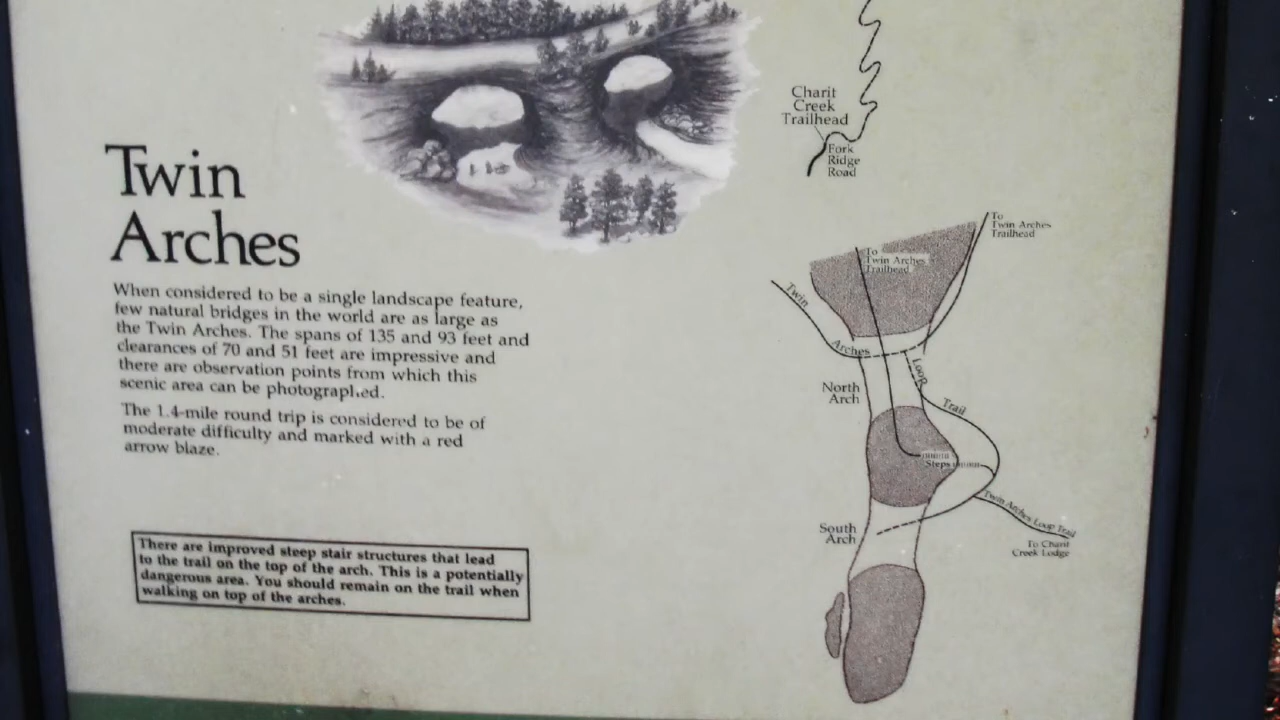 Twin
Arches
When considered to be a single landscape feature,
few natural bridges in the world are as large as
the Twin Arches. The spans of 135 and 93 feet and
clearances of 70 and 51 feet are impressive and
there are observation points from which this
scenic area can be photographed.
The 1.4-mile round trip is considered to be of
moderate difficulty and marked with a red
arrow blaze.
There are improved steep stair structures that lead
to the trail on the top of the arch. This is a potentially
dangerous area. You should remain on the trail when
walking on top of the arches.
Charit
Creek
Trailhead
Fork
Ridge
Road
To
Twin Arches
Trailhead
To
Twin Arches
Trailhead
Twin
Arches
Loop
Trail
North
Arch
Steps
South
Arch
Twin Arches Loop Trail
To Charit
Creek Lodge